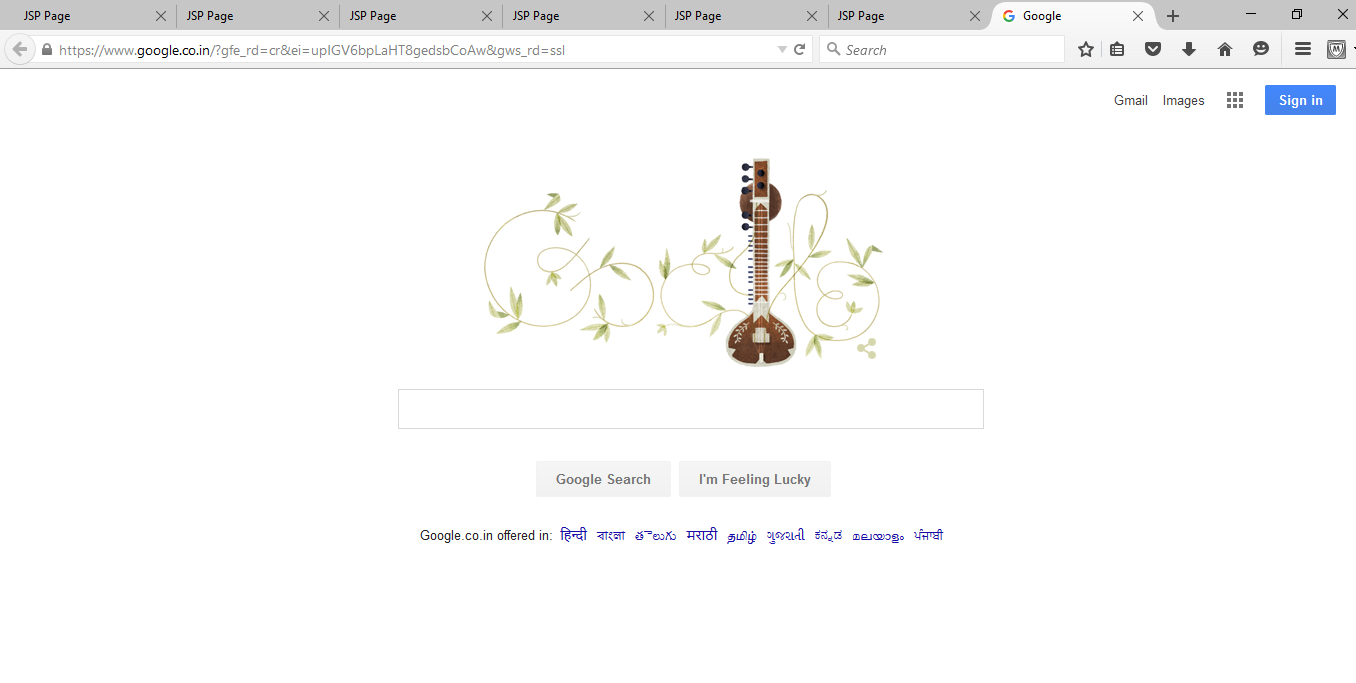 JSP Page JSP Page JSP Page JSP Page JSP Page JSP Page Google
https://www.google.co.in/?gfe_rd=cr&ei=upIGV6bpLaHT8gedsbCoAw&gws_rd=ssl Search
Gmail Images Sign in
Google
Google Search I'm Feeling Lucky
Google.co.in offered in: हिन्दी বাংলা తెలుగు मराठी தமிழ் ગુજરાતી ಕನ್ನಡ മലയാളം ਪੰਜਾਬੀ